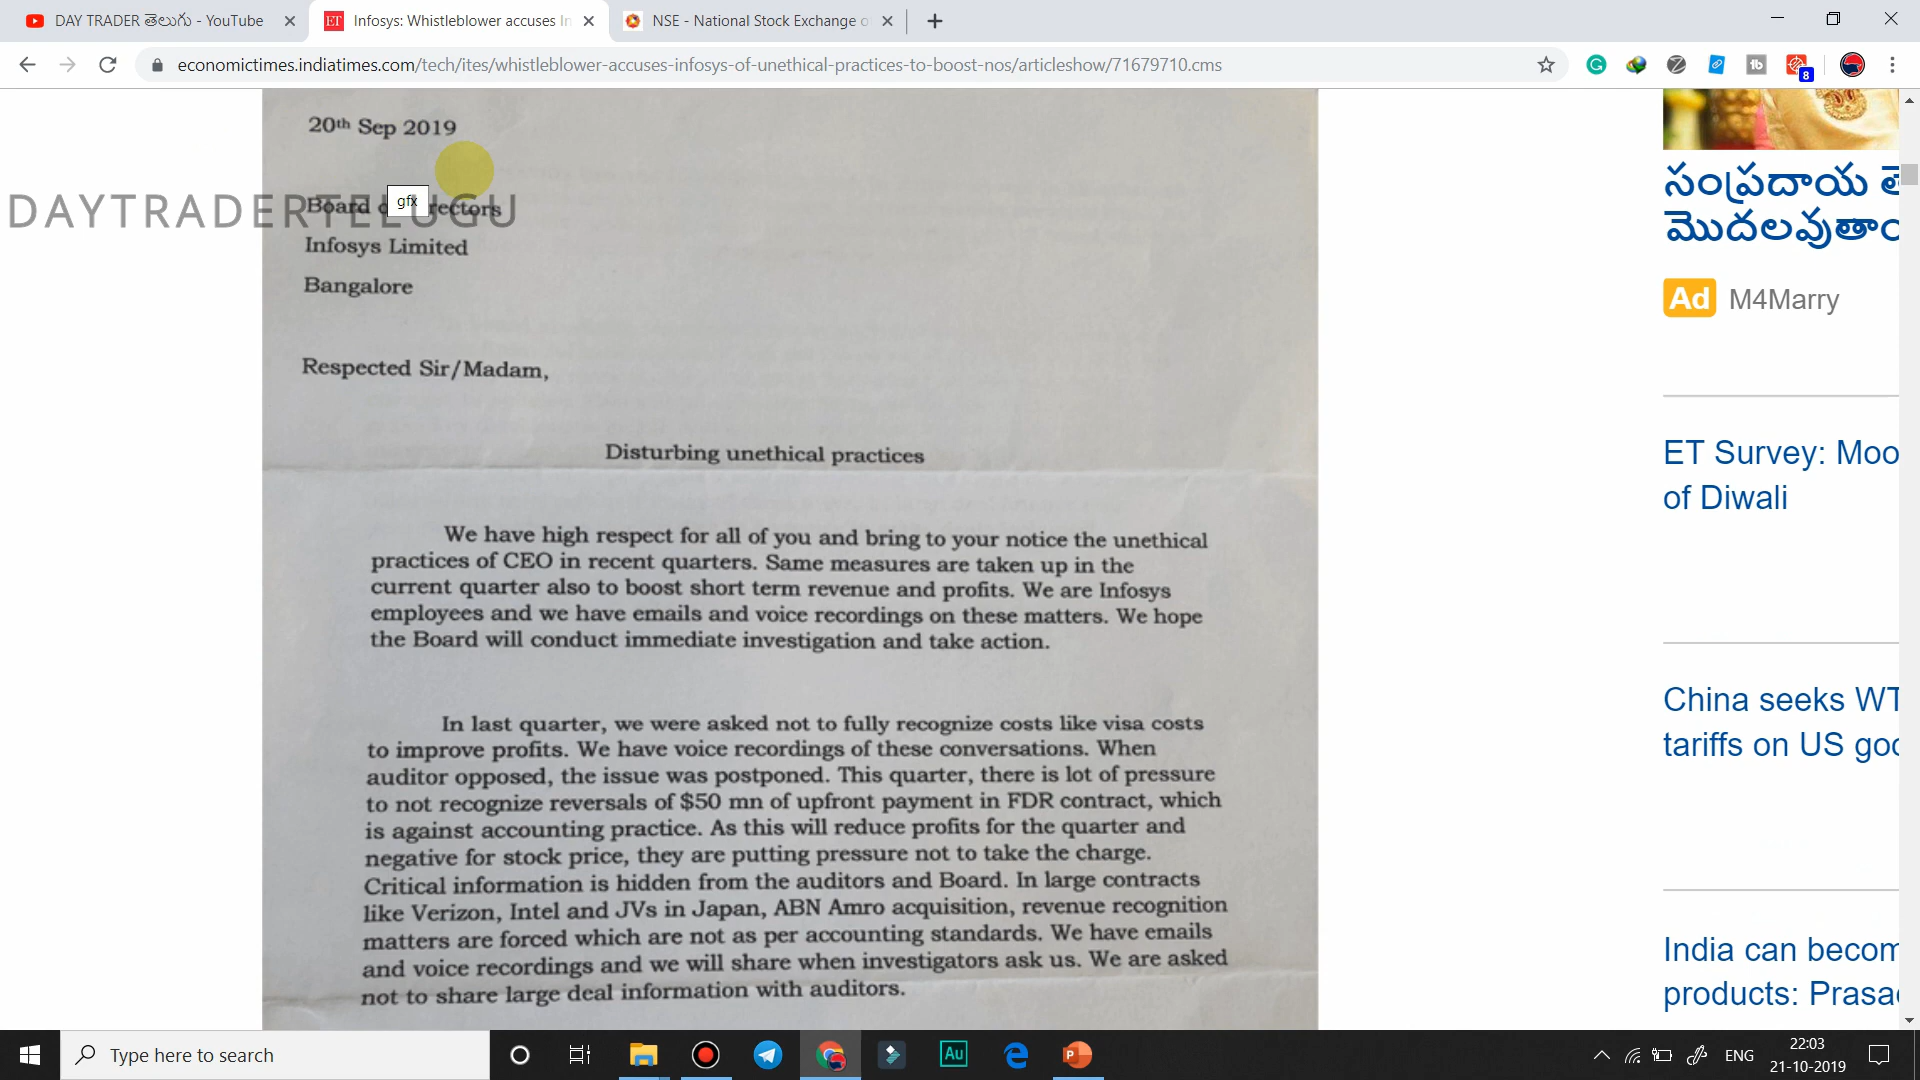 DAY TRADER తెలుగు - YouTube
Infosys: Whistleblower accuses In
NSE - National Stock Exchange o
economictimes.indiatimes.com/tech/ites/whistleblower-accuses-infosys-of-unethical-practices-to-boost-nos/articleshow/71679710.cms
8
20th Sep 2019
DAYTRADERTELUGU
gfx
Board rectors
Infosys Limited
Bangalore
Respected Sir/Madam,
Disturbing unethical practices
We have high respect for all of you and bring to your notice the unethical
practices of CEO in recent quarters. Same measures are taken up in the
current quarter also to boost short term revenue and profits. We are Infosys
employees and we have emails and voice recordings on these matters. We hope
the Board will conduct immediate investigation and take action.
In last quarter, we were asked not to fully recognize costs like visa costs
to improve profits. We have voice recordings of these conversations. When
auditor opposed, the issue was postponed. This quarter, there is lot of pressure
to not recognize reversals of $50 mn of upfront payment in FDR contract, which
is against accounting practice. As this will reduce profits for the quarter and
negative for stock price, they are putting pressure not to take the charge.
Critical information is hidden from the auditors and Board. In large contracts
like Verizon, Intel and JVs in Japan, ABN Amro acquisition, revenue recognition
matters are forced which are not as per accounting standards. We have emails
and voice recordings and we will share when investigators ask us. We are asked
not to share large deal information with auditors.
సంప్రదాయ తె
మొదలవుతాయ
Ad M4Marry
ET Survey: Moo
of Diwali
China seeks WT
tariffs on US goo
India can becom
products: Prasa
Type here to search
Au
P
ENG
22:03
21-10-2019